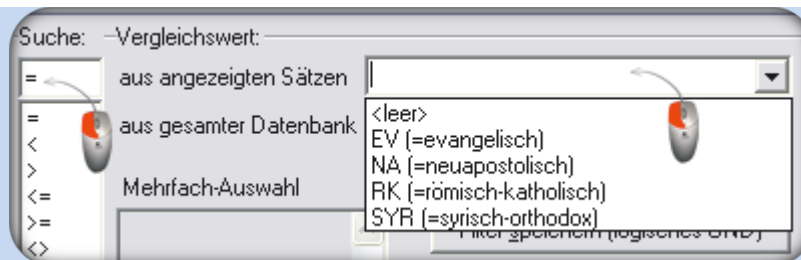 Suche: Vergleichswert:
= aus angezeigten Sätzen
= <leer>
< aus gesamter Datenbank EV (=evangelisch)
> NA (=neuapostolisch)
<= Mehrfach-Auswahl RK (=römisch-katholisch)
>= SYR (=syrisch-orthodox)
<> Filter speichern (logisches UND)